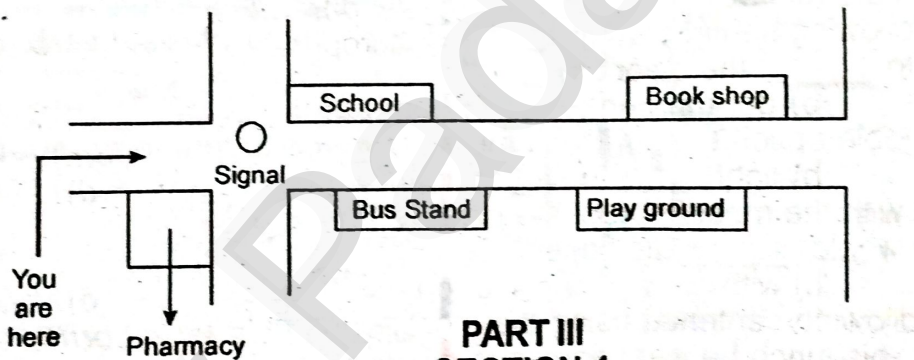 School
Book shop
Signal
Bus Stand
Play ground
You
are
here
Pharmacy
PART III